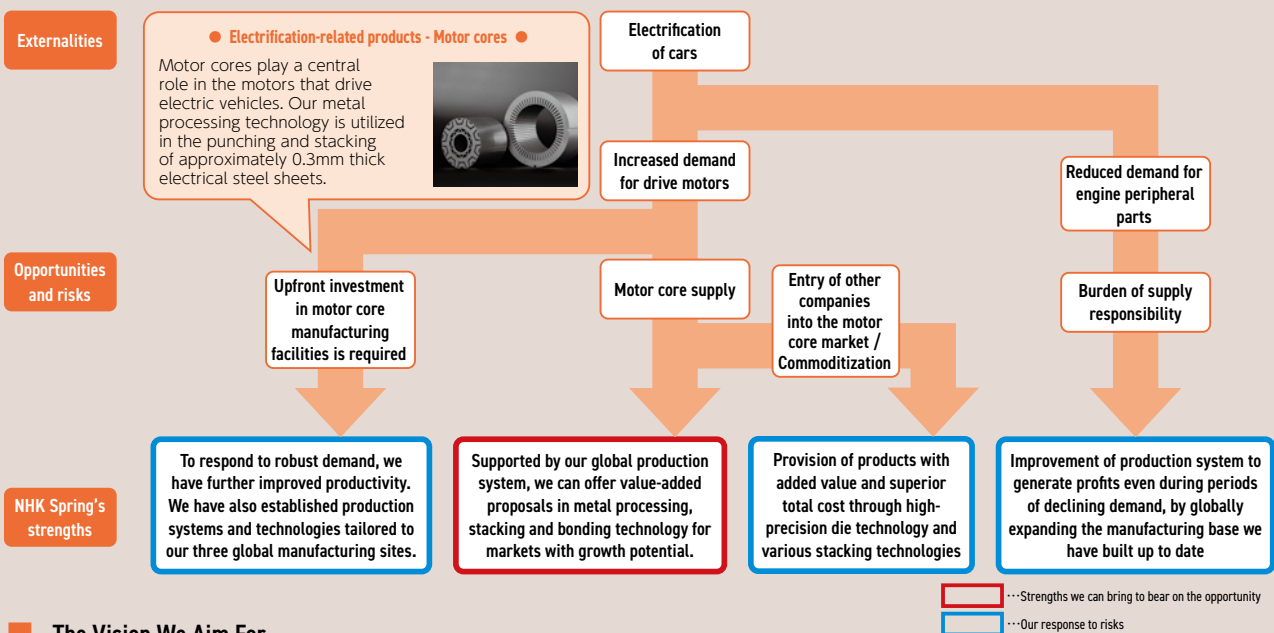 Externalities
● Electrification-related products - Motor cores ●
Motor cores play a central
role in the motors that drive
electric vehicles. Our metal
processing technology is utilized
in the punching and stacking
of approximately 0.3mm thick
electrical steel sheets.
Electrification
of cars
Increased demand
for drive motors
Reduced demand for
engine peripheral
parts
Opportunities
and risks
Upfront investment
in motor core
manufacturing
facilities is required
Motor core supply
Entry of other
companies
into the motor
core market /
Commoditization
Burden of supply
responsibility
NHK Spring's
strengths
To respond to robust demand, we
have further improved productivity.
We have also established production
systems and technologies tailored to
our three global manufacturing sites.
Supported by our global production
system, we can offer value-added
proposals in metal processing,
stacking and bonding technology for
markets with growth potential.
Provision of products with
added value and superior
total cost through high-
precision die technology and
various stacking technologies
Improvement of production system to
generate profits even during periods
of declining demand, by globally
expanding the manufacturing base we
have built up to date
···Strengths we can bring to bear on the opportunity
···Our response to risks
The Vision We Aim For